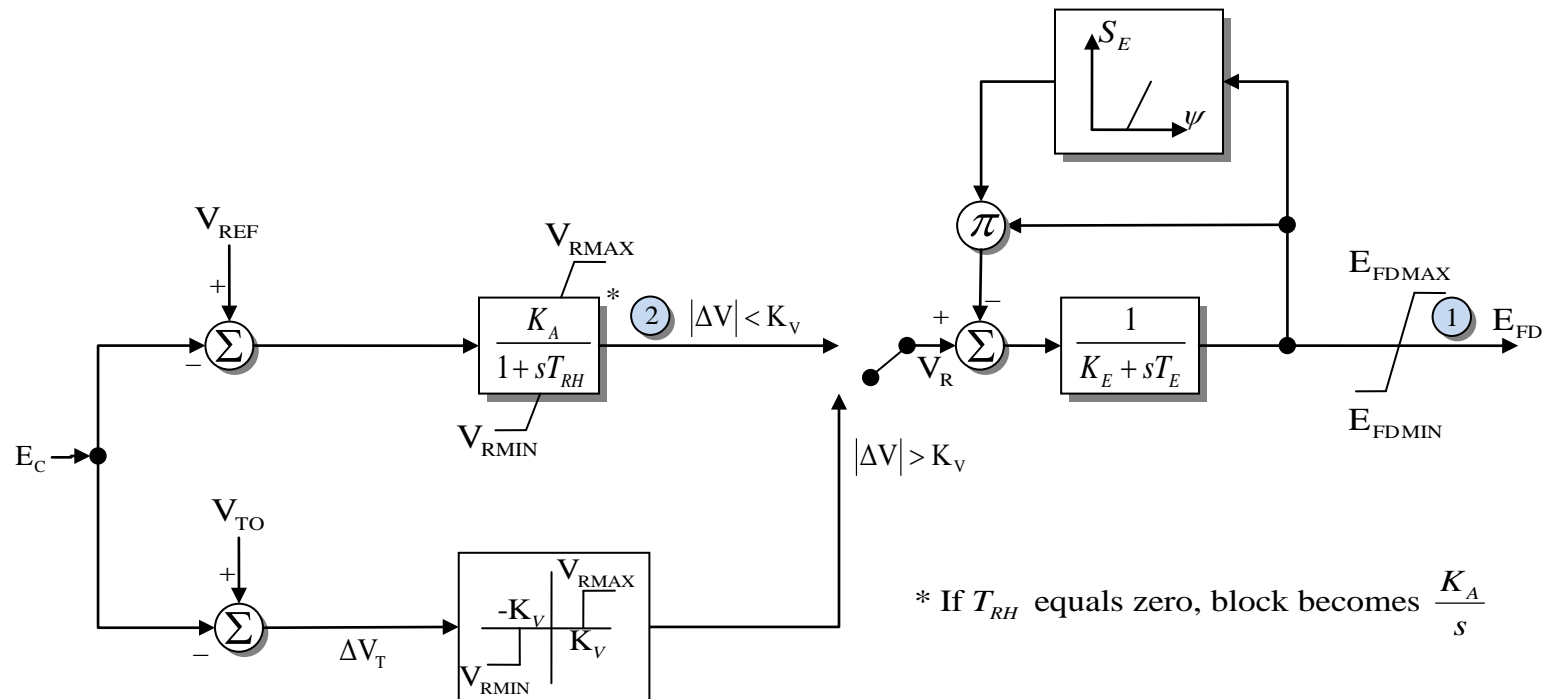 S_E
ψ
π
V_REF
+
−
Σ
V_RMAX
K_A
1 + sT_RH
*
V_RMIN
2
|ΔV| < K_V
+
−
V_R
Σ
1
K_E + sT_E
E_FDMAX
1
E_FD
E_FDMIN
E_C
|ΔV| > K_V
V_TO
+
−
Σ
ΔV_T
V_RMAX
-K_V
K_V
V_RMIN
* If T_RH equals zero, block becomes K_A / s